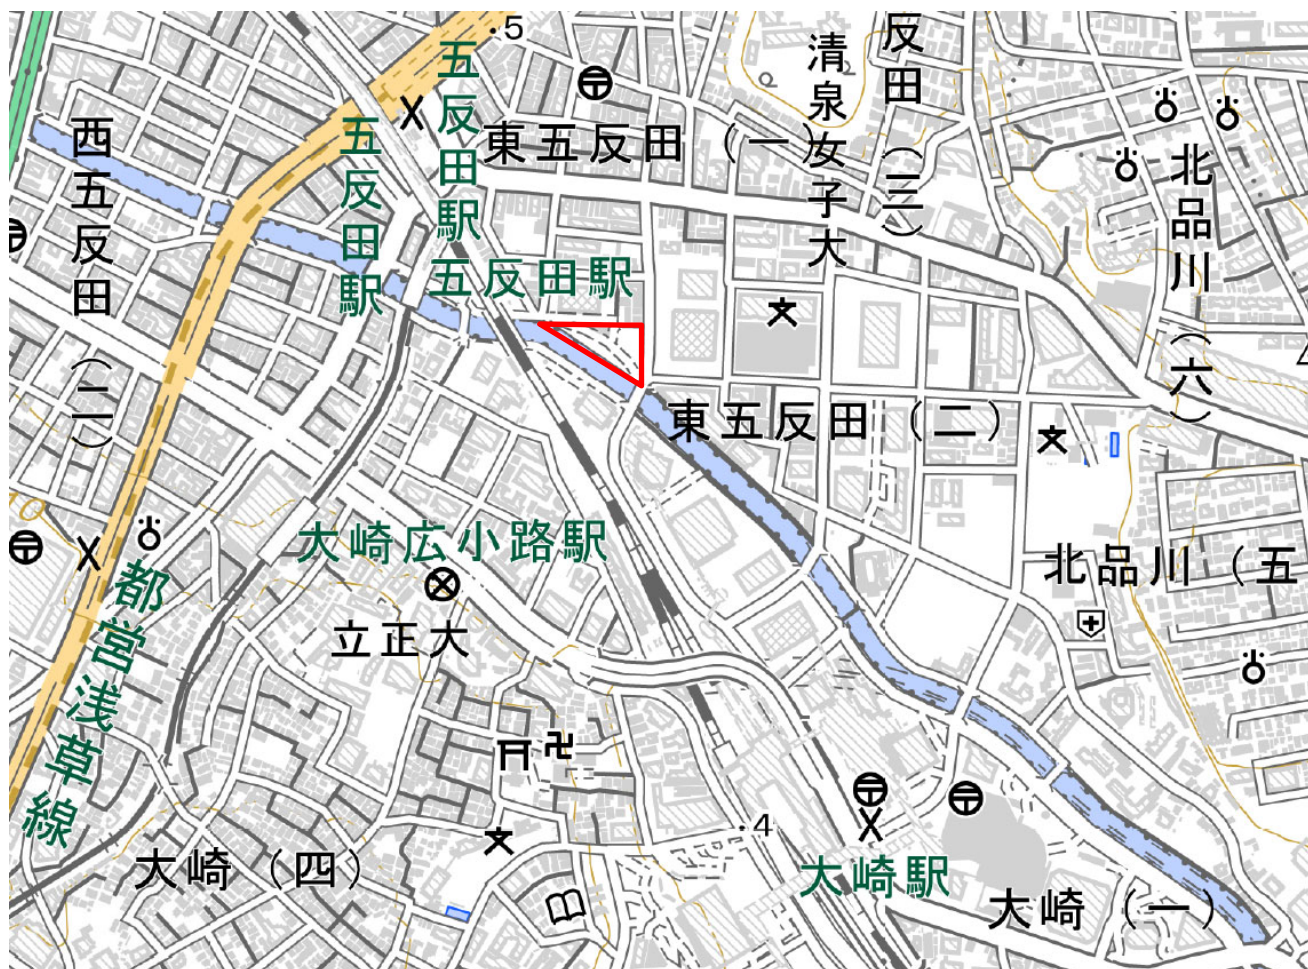 .5
五反田駅
清泉女子大
反田(三)
東五反田(一)
西五反田(二)
五反田駅
北品川(六)
五反田駅
東五反田(二)
大崎広小路駅
北品川(五
都営浅草線
立正大
.4
大崎(四)
大崎駅
大崎(一)